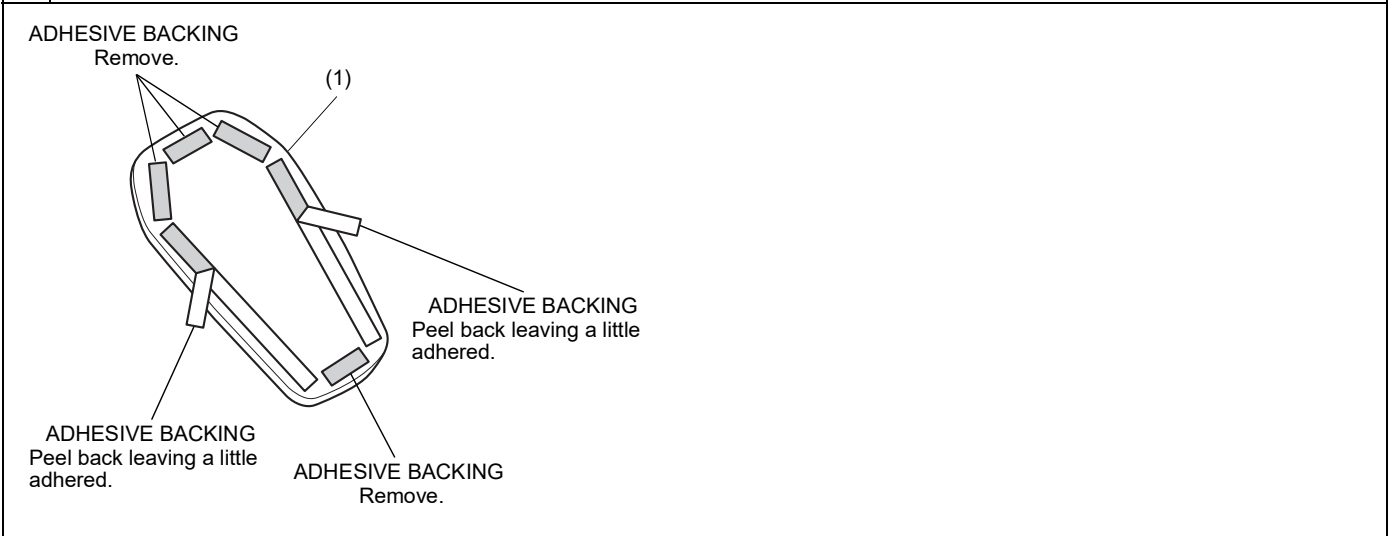 ADHESIVE BACKING
Remove.
(1)
ADHESIVE BACKING
Peel back leaving a little
adhered.
ADHESIVE BACKING
Peel back leaving a little
adhered.
ADHESIVE BACKING
Remove.